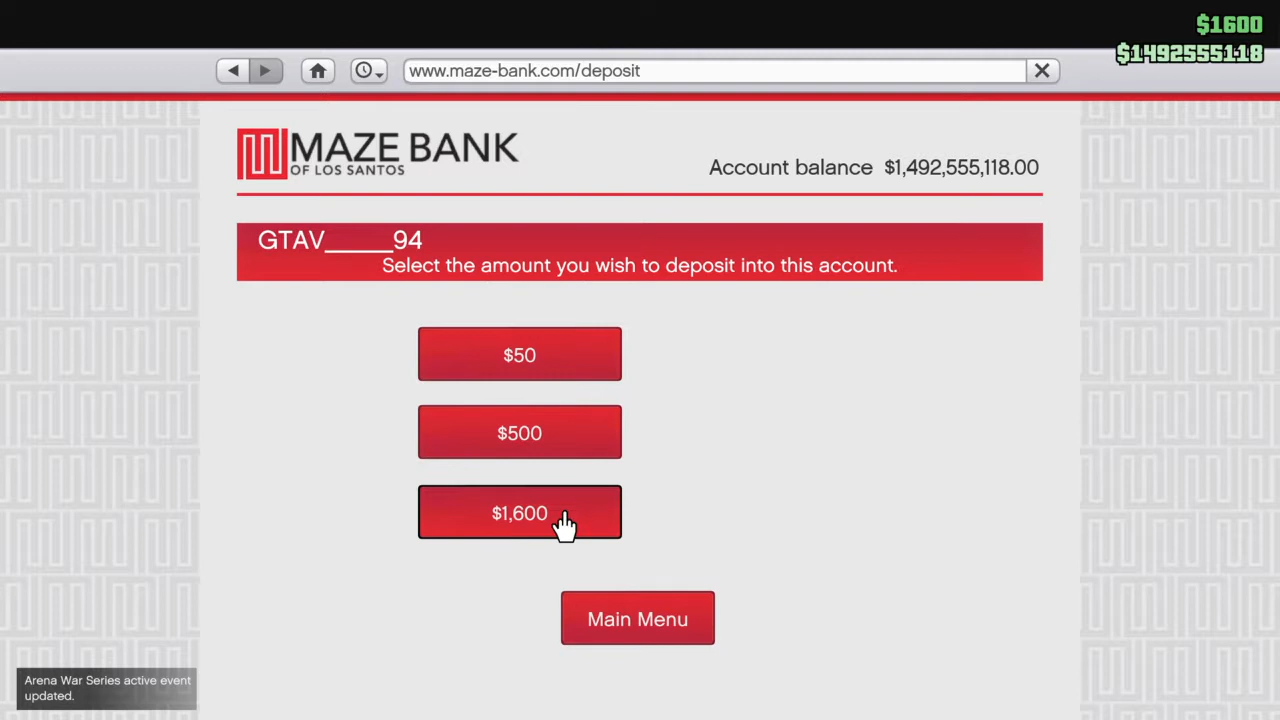 $1600
$1492555118
www.maze-bank.com/deposit
MAZE BANK
OF LOS SANTOS
Account balance $1,492,555,118.00
GTAV_____94
Select the amount you wish to deposit into this account.
$50
$500
$1,600
Main Menu
Arena War Series active event
updated.